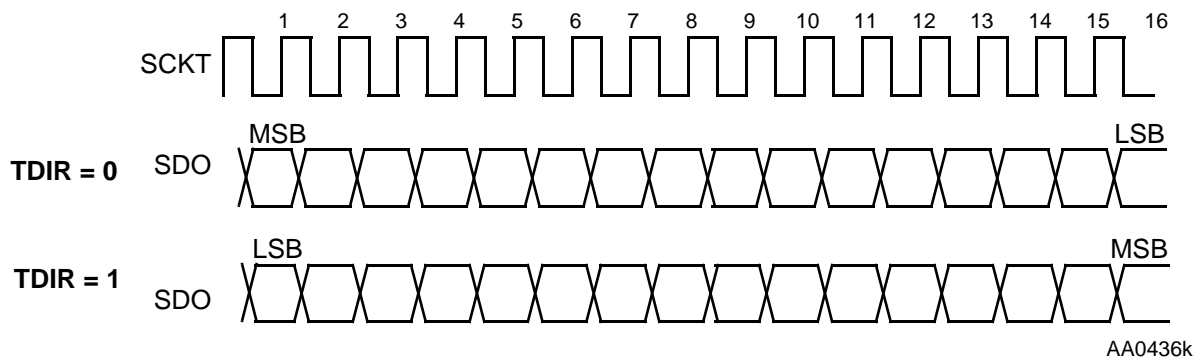 1 2 3 4 5 6 7 8 9 10 11 12 13 14 15 16
SCKT
MSB LSB
TDIR = 0 SDO
LSB MSB
TDIR = 1 SDO
AA0436k